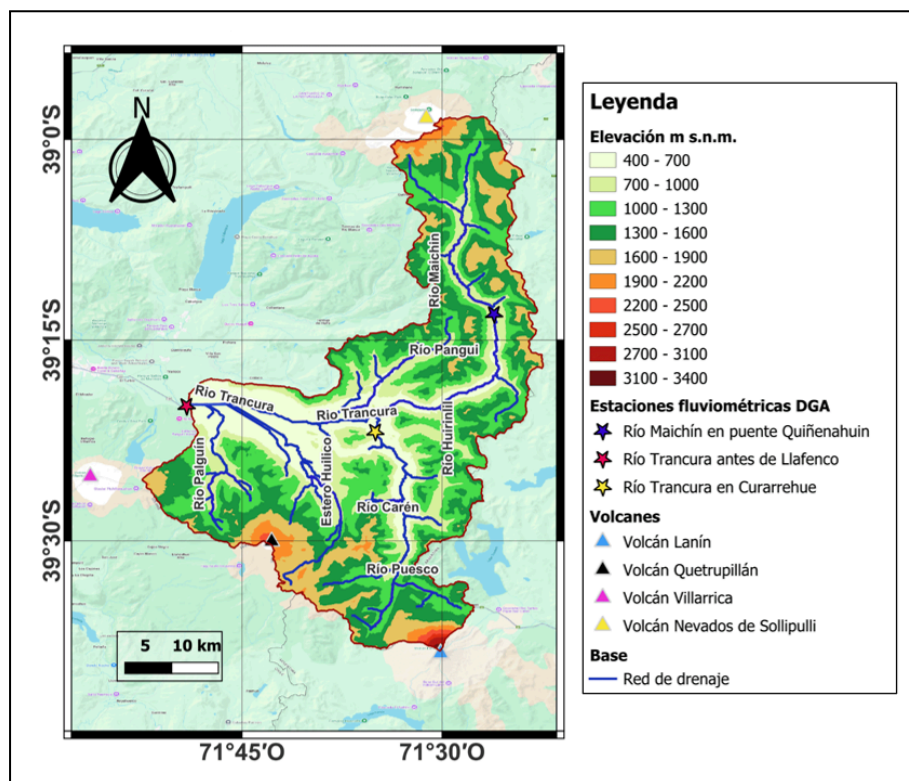 N
39°0'S
39°15'S
39°30'S
71°45'O
71°30'O
Río Maichin
Río Pangui
Río Trancura
Río Trancura
Río Huirinlil
Río Palguin
Estero Huilico
Río Carén
Río Puesco
5 10 km
Leyenda
Elevación m s.n.m.
400 - 700
700 - 1000
1000 - 1300
1300 - 1600
1600 - 1900
1900 - 2200
2200 - 2500
2500 - 2700
2700 - 3100
3100 - 3400
Estaciones fluviométricas DGA
Río Maichín en puente Quiñenahuin
Río Trancura antes de Llafenco
Río Trancura en Curarrehue
Volcanes
Volcán Lanín
Volcán Quetrupillán
Volcán Villarrica
Volcán Nevados de Sollipulli
Base
Red de drenaje